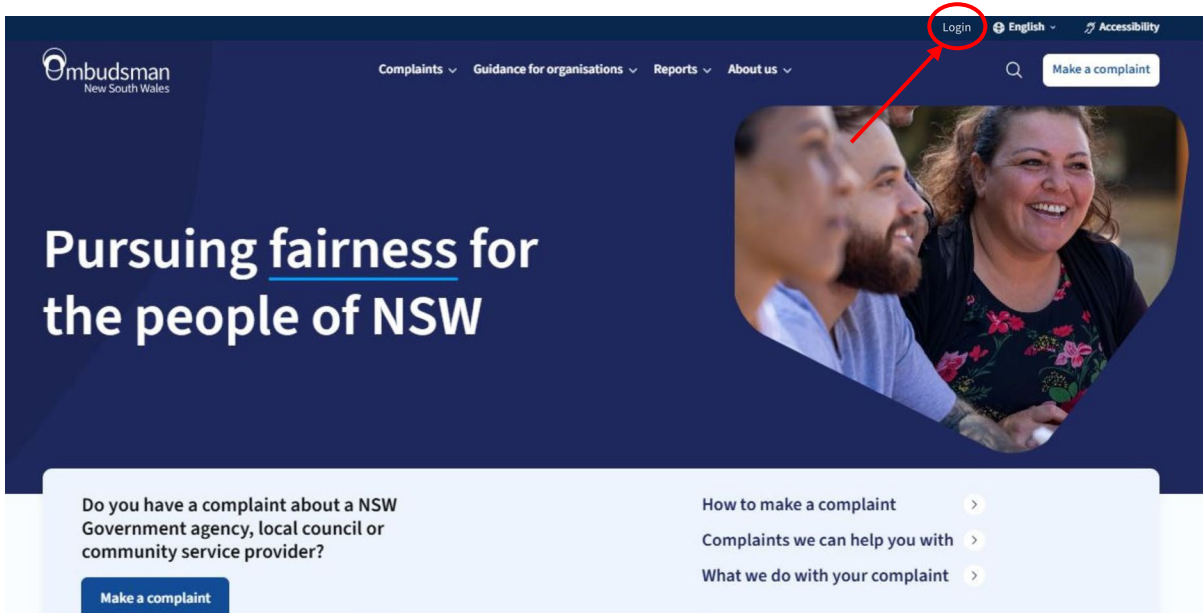 Login English Accessibility
Ombudsman
New South Wales
Complaints Guidance for organisations Reports About us Make a complaint
Pursuing fairness for
the people of NSW
Do you have a complaint about a NSW
Government agency, local council or
community service provider?
Make a complaint
How to make a complaint
Complaints we can help you with
What we do with your complaint